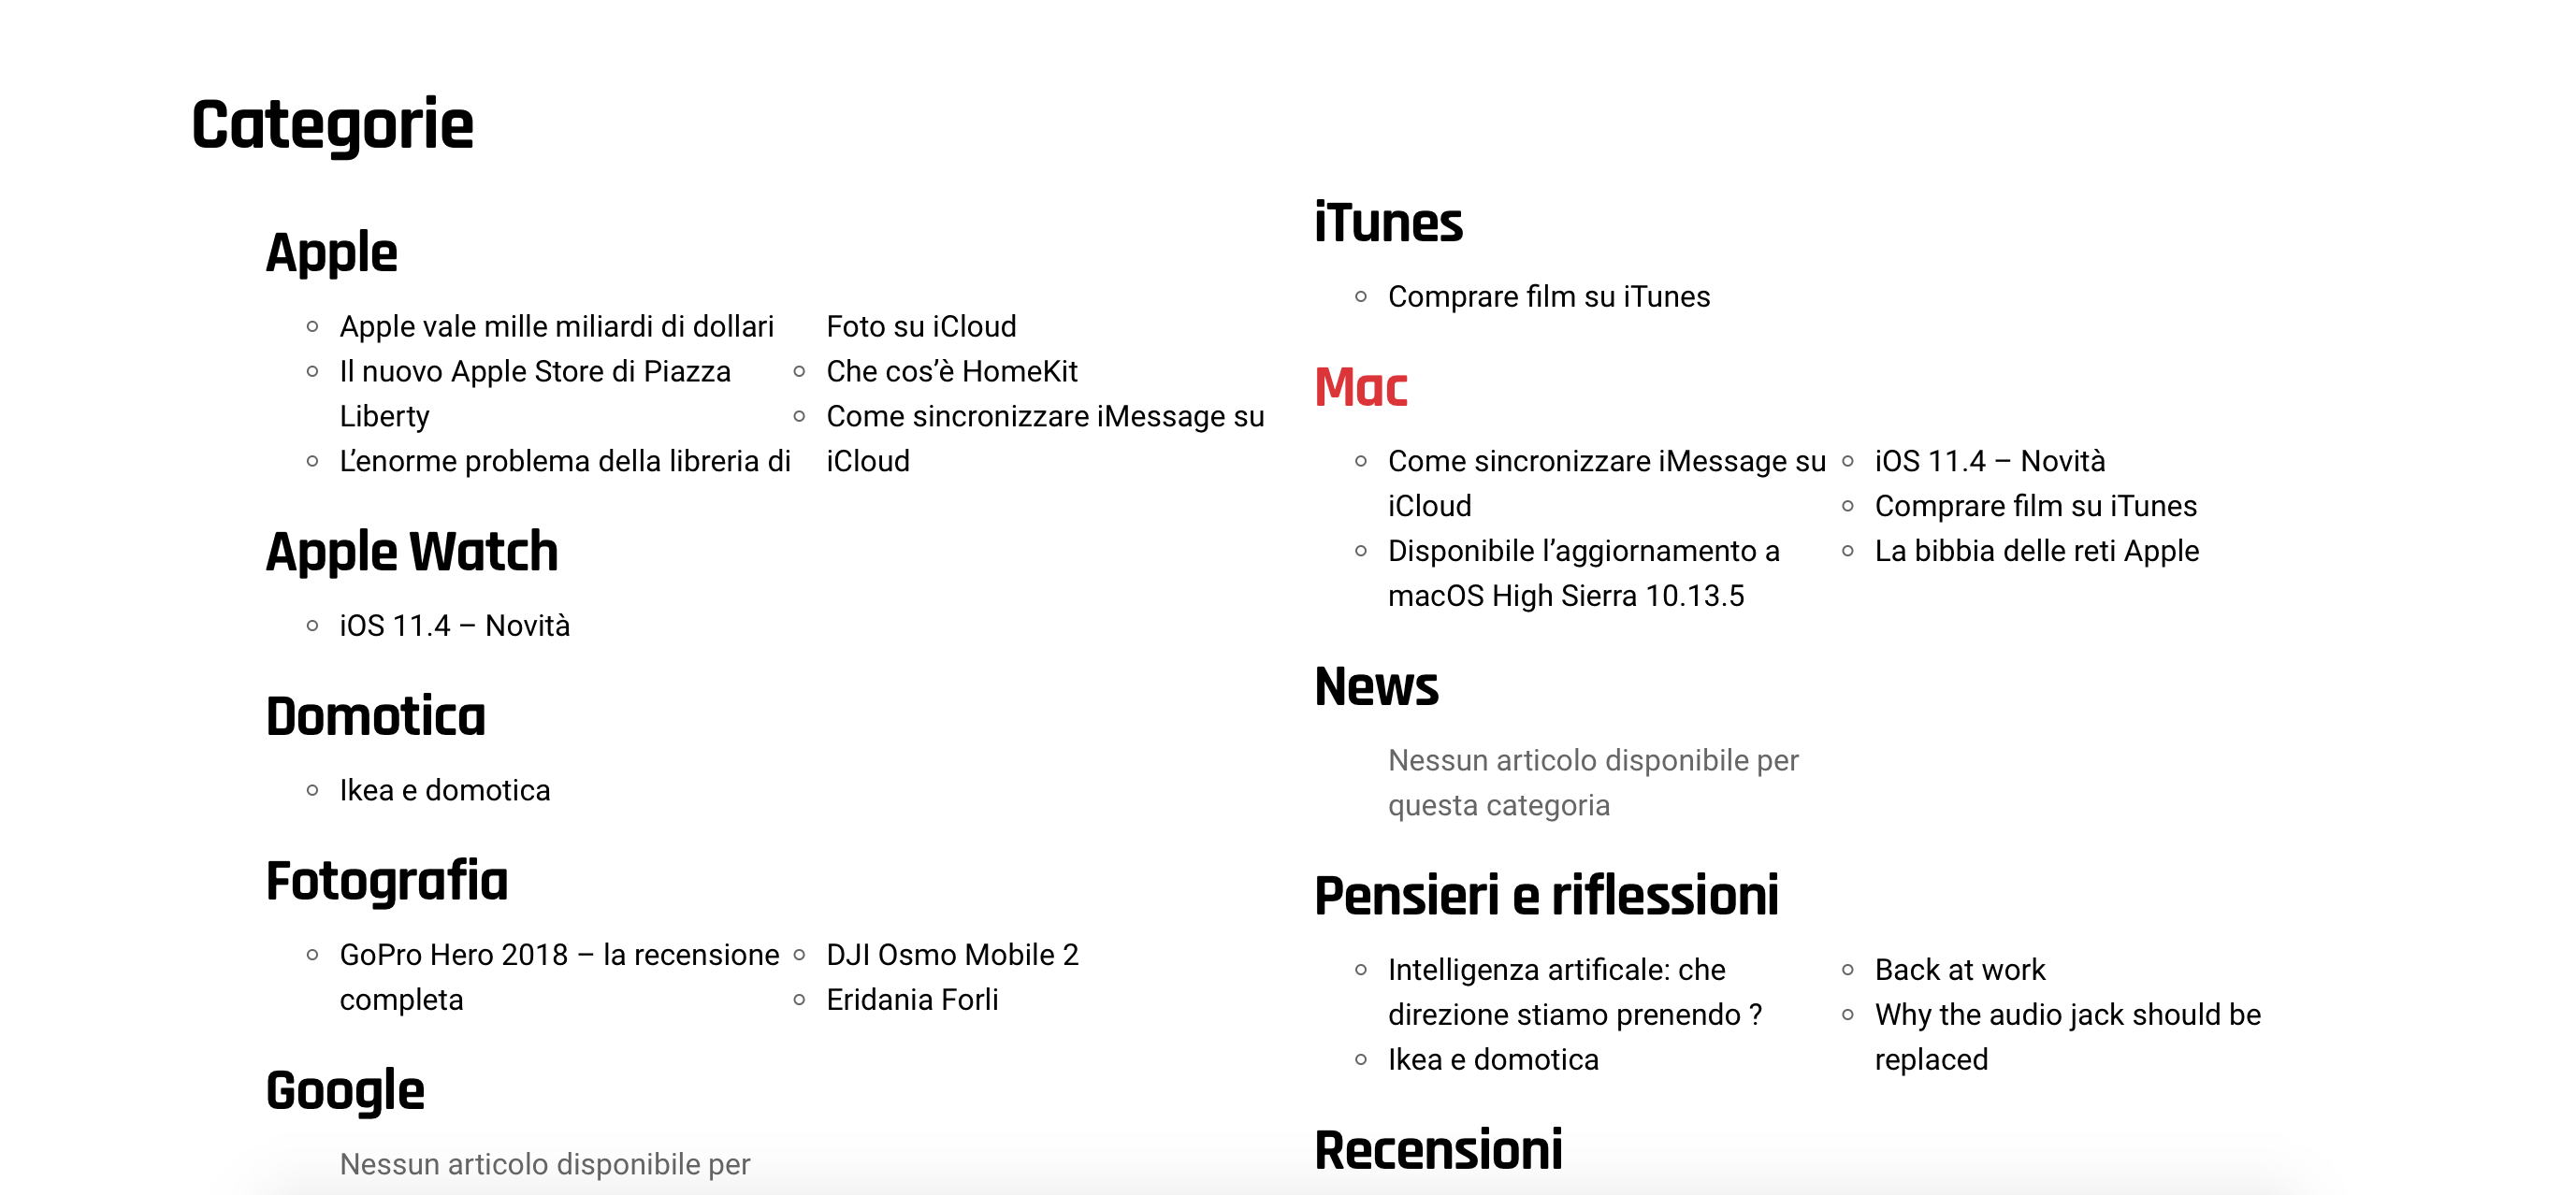 Categorie
Apple
Apple vale mille miliardi di dollari
Il nuovo Apple Store di Piazza
Liberty
L’enorme problema della libreria di
Foto su iCloud
Che cos’è HomeKit
Come sincronizzare iMessage su
iCloud
Apple Watch
iOS 11.4 – Novità
Domotica
Ikea e domotica
Fotografia
GoPro Hero 2018 – la recensione
completa
DJI Osmo Mobile 2
Eridania Forli
Google
Nessun articolo disponibile per
iTunes
Comprare film su iTunes
Mac
Come sincronizzare iMessage su
iCloud
Disponibile l’aggiornamento a
macOS High Sierra 10.13.5
iOS 11.4 – Novità
Comprare film su iTunes
La bibbia delle reti Apple
News
Nessun articolo disponibile per
questa categoria
Pensieri e riflessioni
Intelligenza artificale: che
direzione stiamo prenendo ?
Ikea e domotica
Back at work
Why the audio jack should be
replaced
Recensioni